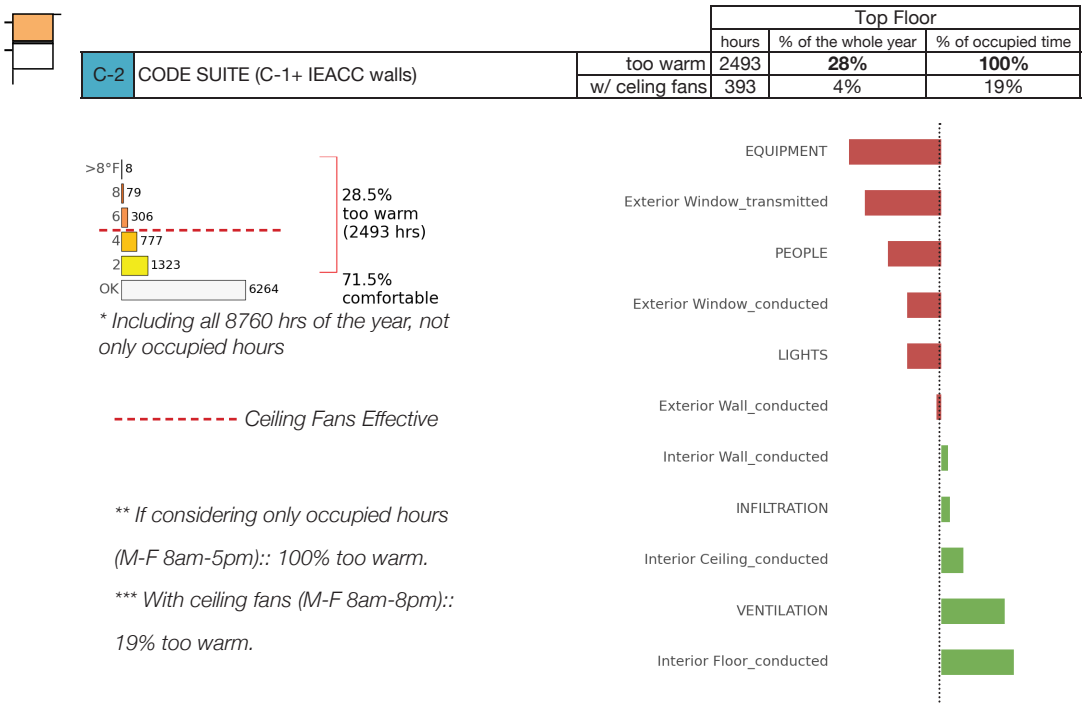 Top Floor
hours % of the whole year % of occupied time
C-2 CODE SUITE (C-1+ IEACC walls) too warm 2493 28% 100%
w/ celing fans 393 4% 19%
>8°F 8
8 79
6 306
4 777
2 1323
OK 6264
28.5%
too warm
(2493 hrs)
71.5%
comfortable
* Including all 8760 hrs of the year, not
only occupied hours
Ceiling Fans Effective
** If considering only occupied hours
(M-F 8am-5pm):: 100% too warm.
*** With ceiling fans (M-F 8am-8pm)::
19% too warm.
EQUIPMENT
Exterior Window_transmitted
PEOPLE
Exterior Window_conducted
LIGHTS
Exterior Wall_conducted
Interior Wall_conducted
INFILTRATION
Interior Ceiling_conducted
VENTILATION
Interior Floor_conducted